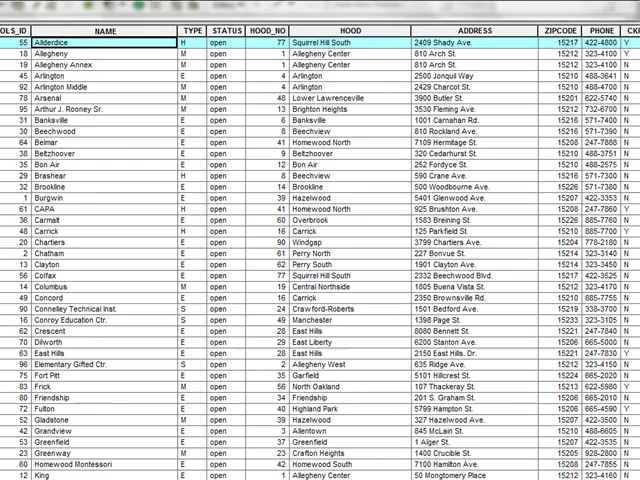 OLS_ID NAME TYPE STATUS HOOD_NO HOOD ADDRESS ZIPCODE PHONE CKR
55 Allderdice H open 77 Squirrel Hill South 2409 Shady Ave. 15217 422-4800 Y
18 Allegheny E open 1 Allegheny Center 810 Arch St. 15212 323-4100 Y
19 Allegheny Annex M open 1 Allegheny Center 810 Arch St. 15212 323-4100 N
45 Arlington E open 4 Arlington 2500 Jonquil Way 15210 488-3641 N
92 Arlington Middle M open 4 Arlington 2429 Charcot St. 15210 488-4700 N
78 Arsenal M open 48 Lower Lawrenceville 3900 Butler St. 15201 622-5740 N
95 Arthur J. Rooney Sr. M open 13 Brighton Heights 3530 Fleming Ave. 15212 732-6700 N
31 Banksville E open 6 Banksville 1001 Carnahan Rd. 15216 571-7400 N
30 Beechwood E open 8 Beechview 810 Rockland Ave. 15216 571-7390 N
64 Belmar E open 41 Homewood North 7109 Hermitage St. 15208 247-7888 N
38 Beltzhoover E open 9 Beltzhoover 320 Cedarhurst St. 15210 488-3751 N
35 Bon Air E open 12 Bon Air 252 Fordyce St. 15210 488-2575 N
29 Brashear H open 8 Beechview 590 Crane Ave. 15216 571-7300 N
32 Brookline E open 14 Brookline 500 Woodbourne Ave. 15226 571-7380 N
1 Burgwin E open 39 Hazelwood 5401 Glenwood Ave. 15207 422-3353 N
61 CAPA H open 41 Homewood North 925 Brushton Ave. 15208 247-7860 Y
36 Carmalt E open 60 Overbrook 1583 Breining St. 15226 885-7760 N
48 Carrick H open 16 Carrick 125 Parkfield St. 15210 885-7700 Y
20 Chartiers E open 90 Windgap 3799 Chartiers Ave. 15204 778-2180 N
2 Chatham E open 61 Perry North 227 Bonvue St. 15214 323-3140 N
13 Clayton E open 62 Perry South 1901 Clayton Ave. 15214 323-3450 N
56 Colfax E open 77 Squirrel Hill South 2332 Beechwood Blvd. 15217 422-3525 N
14 Columbus M open 19 Central Northside 1805 Buena Vista St. 15212 323-4170 N
49 Concord E open 16 Carrick 2350 Brownsville Rd. 15210 885-7755 N
90 Connelley Technical Inst. S open 24 Crawford-Roberts 1501 Bedford Ave. 15219 338-3700 N
16 Conroy Education Ctr. S open 49 Manchester 1398 Page St. 15233 323-3105 N
62 Crescent E open 28 East Hills 8080 Bennett St. 15221 247-7840 N
70 Dilworth E open 29 East Liberty 6200 Stanton Ave. 15206 665-5000 N
63 East Hills E open 28 East Hills 2150 East Hills. Dr. 15221 247-7830 Y
96 Elementary Gifted Ctr. S open 2 Allegheny West 635 Ridge Ave. 15212 323-4150 N
75 Fort Pitt E open 35 Garfield 5101 Hillcrest St. 15224 665-2020 N
83 Frick M open 56 North Oakland 107 Thackeray St. 15213 622-5980 Y
80 Friendship E open 34 Friendship 201 S. Graham St. 15206 665-2010 N
72 Fulton E open 40 Highland Park 5799 Hampton St. 15206 665-4590 Y
52 Gladstone M open 39 Hazelwood 327 Hazelwood Ave. 15207 422-3550 N
42 Grandview E open 3 Allentown 845 McLain St. 15210 488-6605 N
53 Greenfield E open 37 Greenfield 1 Alger St. 15207 422-3535 N
23 Greenway M open 23 Crafton Heights 1400 Crucible St. 15205 928-2800 N
60 Homewood Montessori E open 42 Homewood South 7100 Hamilton Ave. 15208 247-7855 N
12 King E open 1 Allegheny Center 50 Montgomery Place 15212 323-4160 N